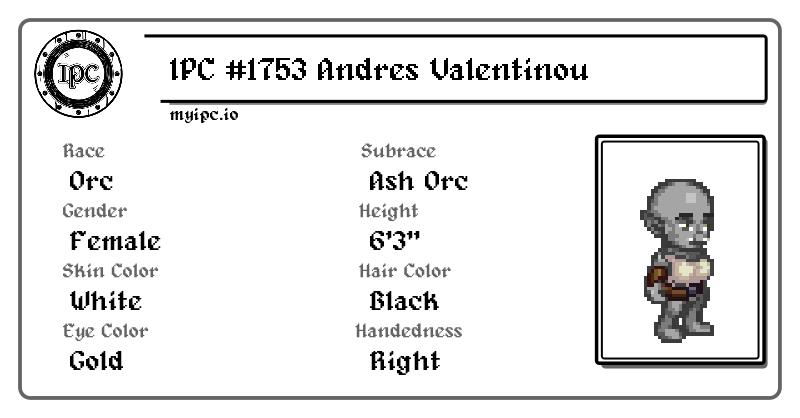 IPC
IPC #1753 Andres Valentinou
myipc.io
Race
Orc
Subrace
Ash Orc
Gender
Female
Height
6'3"
Skin Color
White
Hair Color
Black
Eye Color
Gold
Handedness
Right